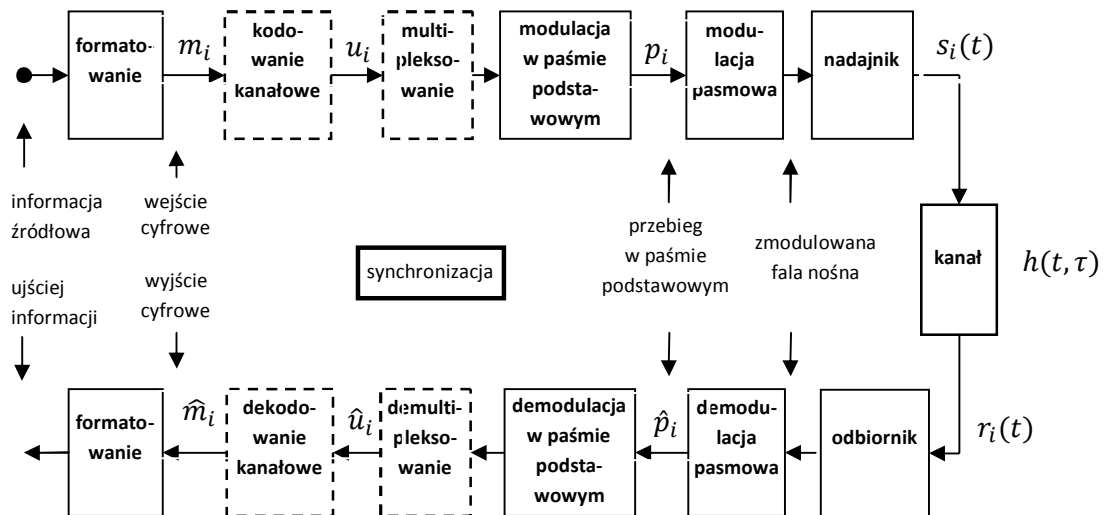 formato-
wanie
m_i
kodo-
wanie
kanałowe
u_i
multi-
plekso-
wanie
modulacja
w paśmie
podsta-
wowym
p_i
modu-
lacja
pasmowa
nadajnik
s_i(t)
informacja
źródłowa
wejście
cyfrowe
przebieg
w paśmie
podstawowym
zmodulowana
fala nośna
kanał
h(t, τ)
synchronizacja
ujściej
informacji
wyjście
cyfrowe
formato-
wanie
m̂_i
dekodo-
wanie
kanałowe
û_i
demulti-
plekso-
wanie
demodulacja
w paśmie
podsta-
wowym
p̂_i
demodu-
lacja
pasmowa
odbiornik
r_i(t)